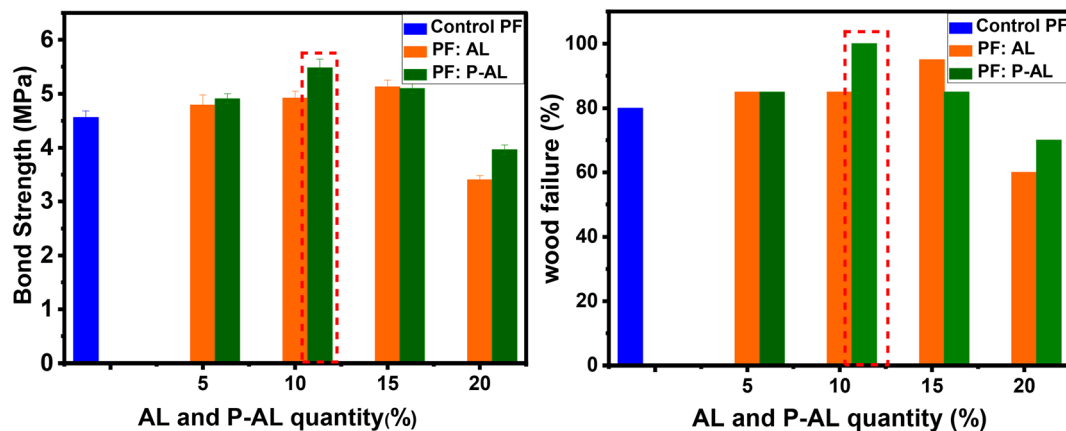 Bond Strength (MPa)
6
5
4
3
2
1
0
Control PF
PF: AL
PF: P-AL
5
10
15
20
AL and P-AL quantity(%)
wood failure (%)
100
80
60
40
20
0
Control PF
PF: AL
PF: P-AL
5
10
15
20
AL and P-AL quantity (%)